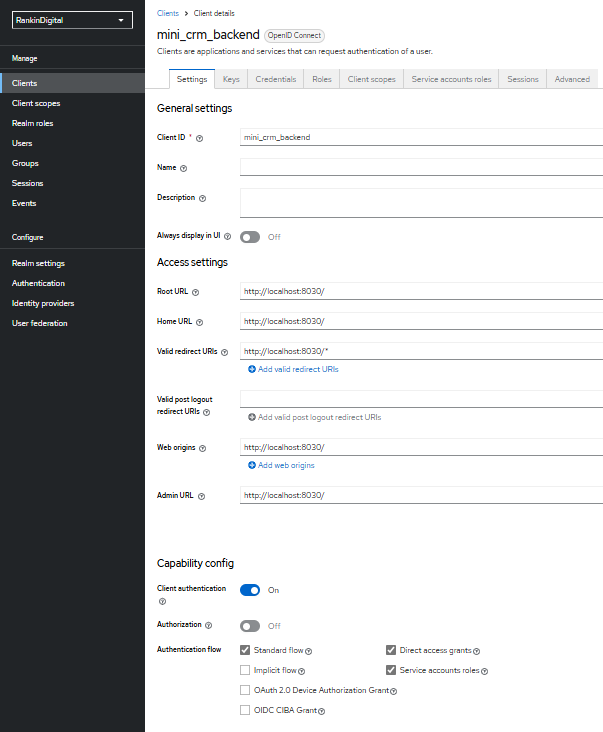 RankinDigital
Manage
Clients
Client scopes
Realm roles
Users
Groups
Sessions
Events
Configure
Realm settings
Authentication
Identity providers
User federation
Clients > Client details
mini_crm_backend OpenID Connect
Clients are applications and services that can request authentication of a user.
Settings Keys Credentials Roles Client scopes Service accounts roles Sessions Advanced
General settings
Client ID * mini_crm_backend
Name
Description
Always display in UI Off
Access settings
Root URL http://localhost:8030/
Home URL http://localhost:8030/
Valid redirect URIs http://localhost:8030/*
Add valid redirect URIs
Valid post logout
redirect URIs
Add valid post logout redirect URIs
Web origins http://localhost:8030/
Add web origins
Admin URL http://localhost:8030/
Capability config
Client authentication On
Authorization Off
Authentication flow Standard flow Direct access grants
Implicit flow Service accounts roles
OAuth 2.0 Device Authorization Grant
OIDC CIBA Grant